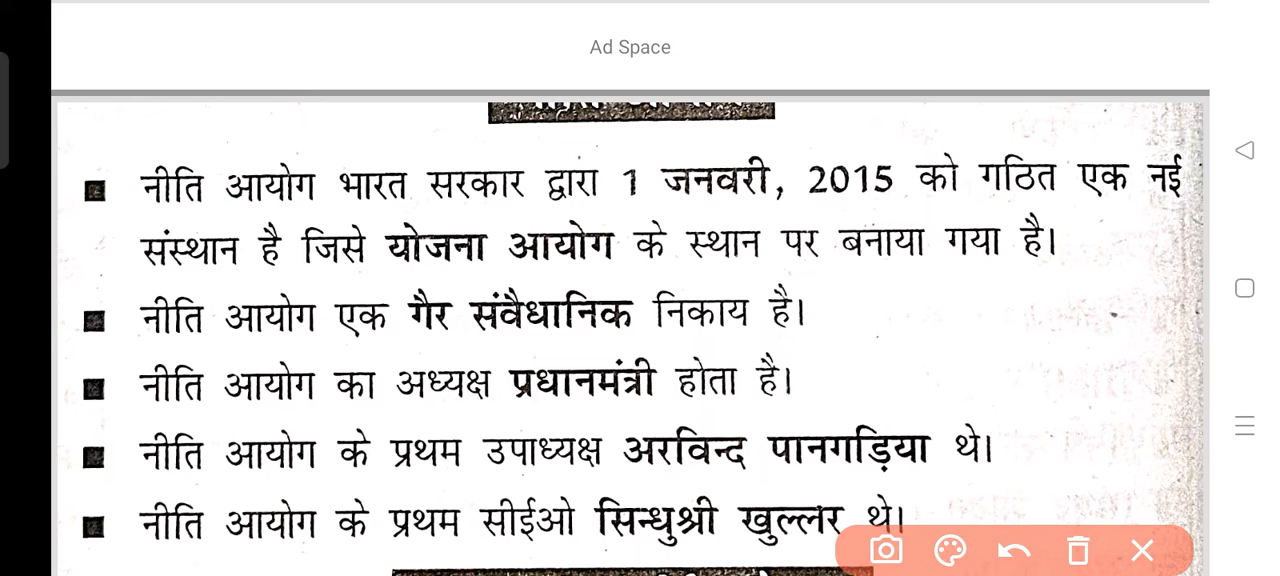 Ad Space
नीति आयोग भारत सरकार द्वारा 1 जनवरी, 2015 को गठित एक नई
संस्थान है जिसे योजना आयोग के स्थान पर बनाया गया है।
नीति आयोग एक गैर संवैधानिक निकाय है।
नीति आयोग का अध्यक्ष प्रधानमंत्री होता है।
नीति आयोग के प्रथम उपाध्यक्ष अरविन्द पानगड़िया थे।
नीति आयोग के प्रथम सीईओ सिन्धुश्री खुल्लर थे।